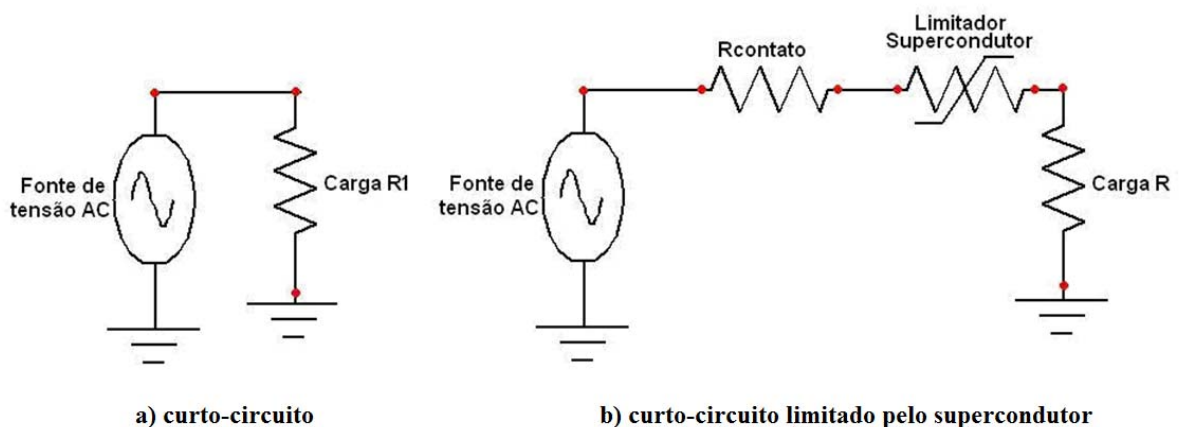 Fonte de
tensão AC
Carga R1
a) curto-circuito
Rcontato
Limitador
Supercondutor
Fonte de
tensão AC
Carga R
b) curto-circuito limitado pelo supercondutor